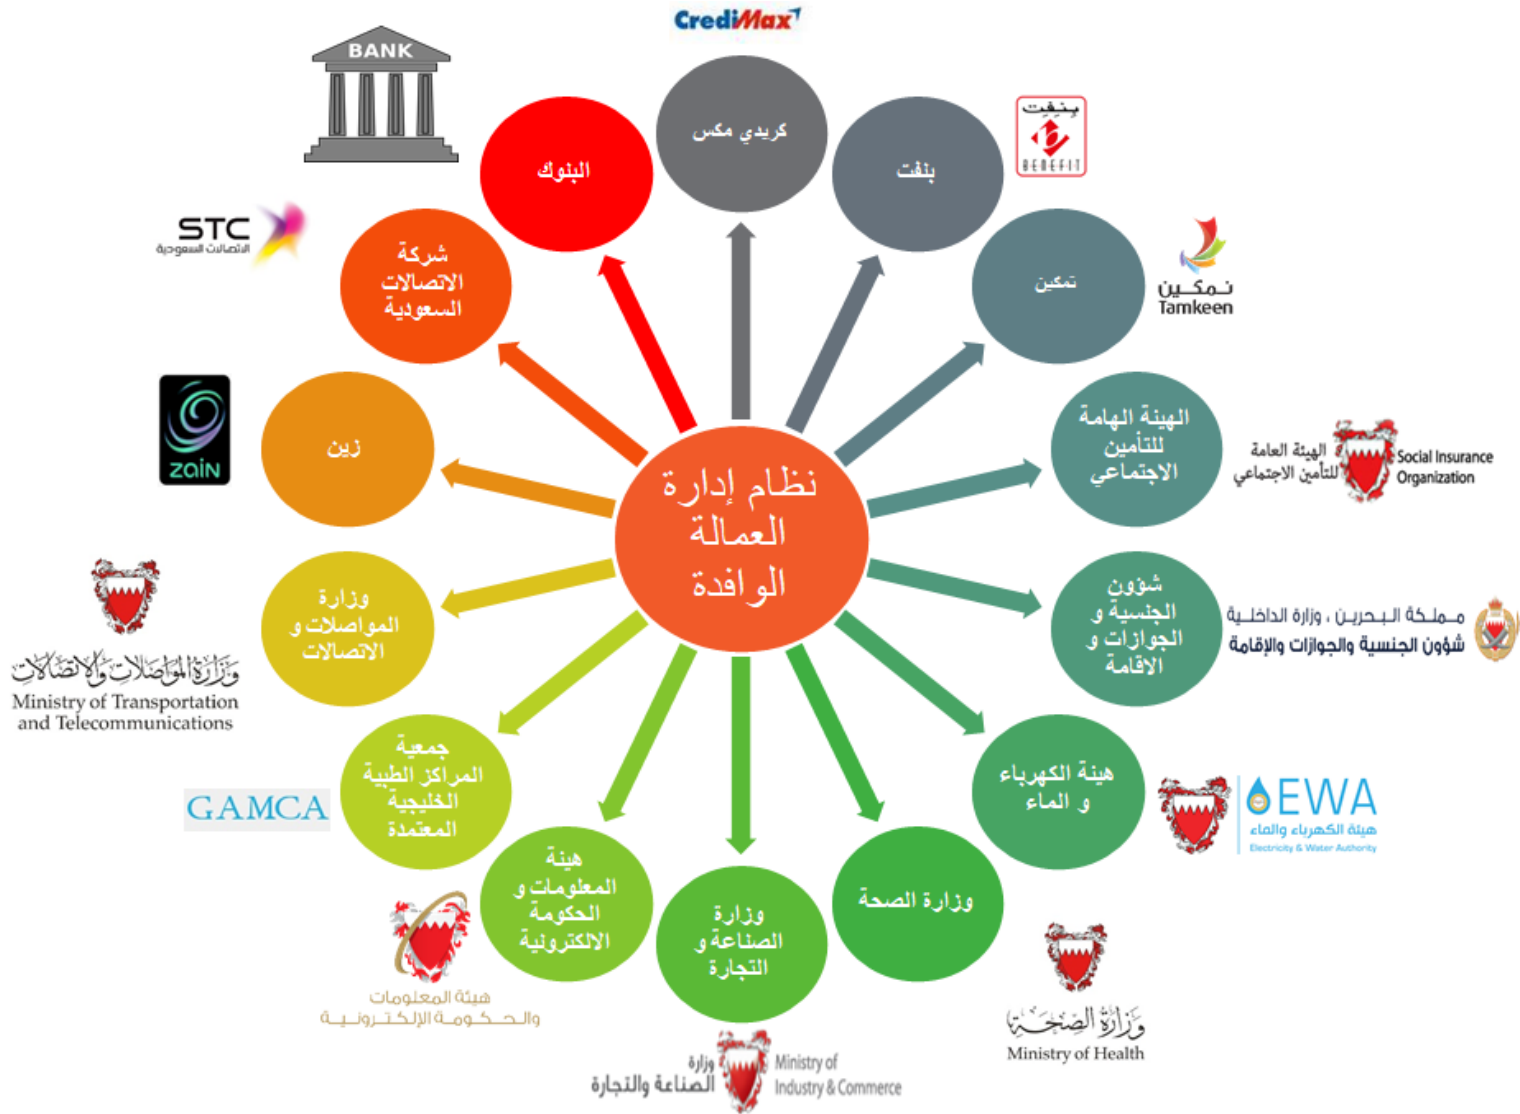 CrediMax
BANK
كريدي مكس
بنفت
بنفت
BENEFIT
البنوك
STC
الاتصالات السعودية
شركة
الاتصالات
السعودية
تمكين
تمكين
Tamkeen
zain
زين
الهيئة الهامة
للتأمين
الاجتماعي
الهيئة العامة
للتأمين الاجتماعي
Social Insurance
Organization
نظام إدارة
العمالة
الوافدة
وزارة
المواصلات و
الاتصالات
وزارة المواصلات والاتصالات
Ministry of Transportation
and Telecommunications
شؤون
الجنسية و
الجوازات و
الاقامة
مملكة البحرين ، وزارة الداخلية
شؤون الجنسية والجوازات والإقامة
GAMCA
جمعية
المراكز الطبية
الخليجية
المعتمدة
هيئة الكهرباء
و الماء
EWA
هيئة الكهرباء والماء
Electricity & Water Authority
هيئة
المعلومات و
الحكومة
الالكترونية
هيئة المعلومات
والحكومة الإلكترونية
وزارة
الصناعة و
التجارة
وزارة
الصناعة والتجارة
Ministry of
Industry & Commerce
وزارة الصحة
وزارة الصحة
Ministry of Health